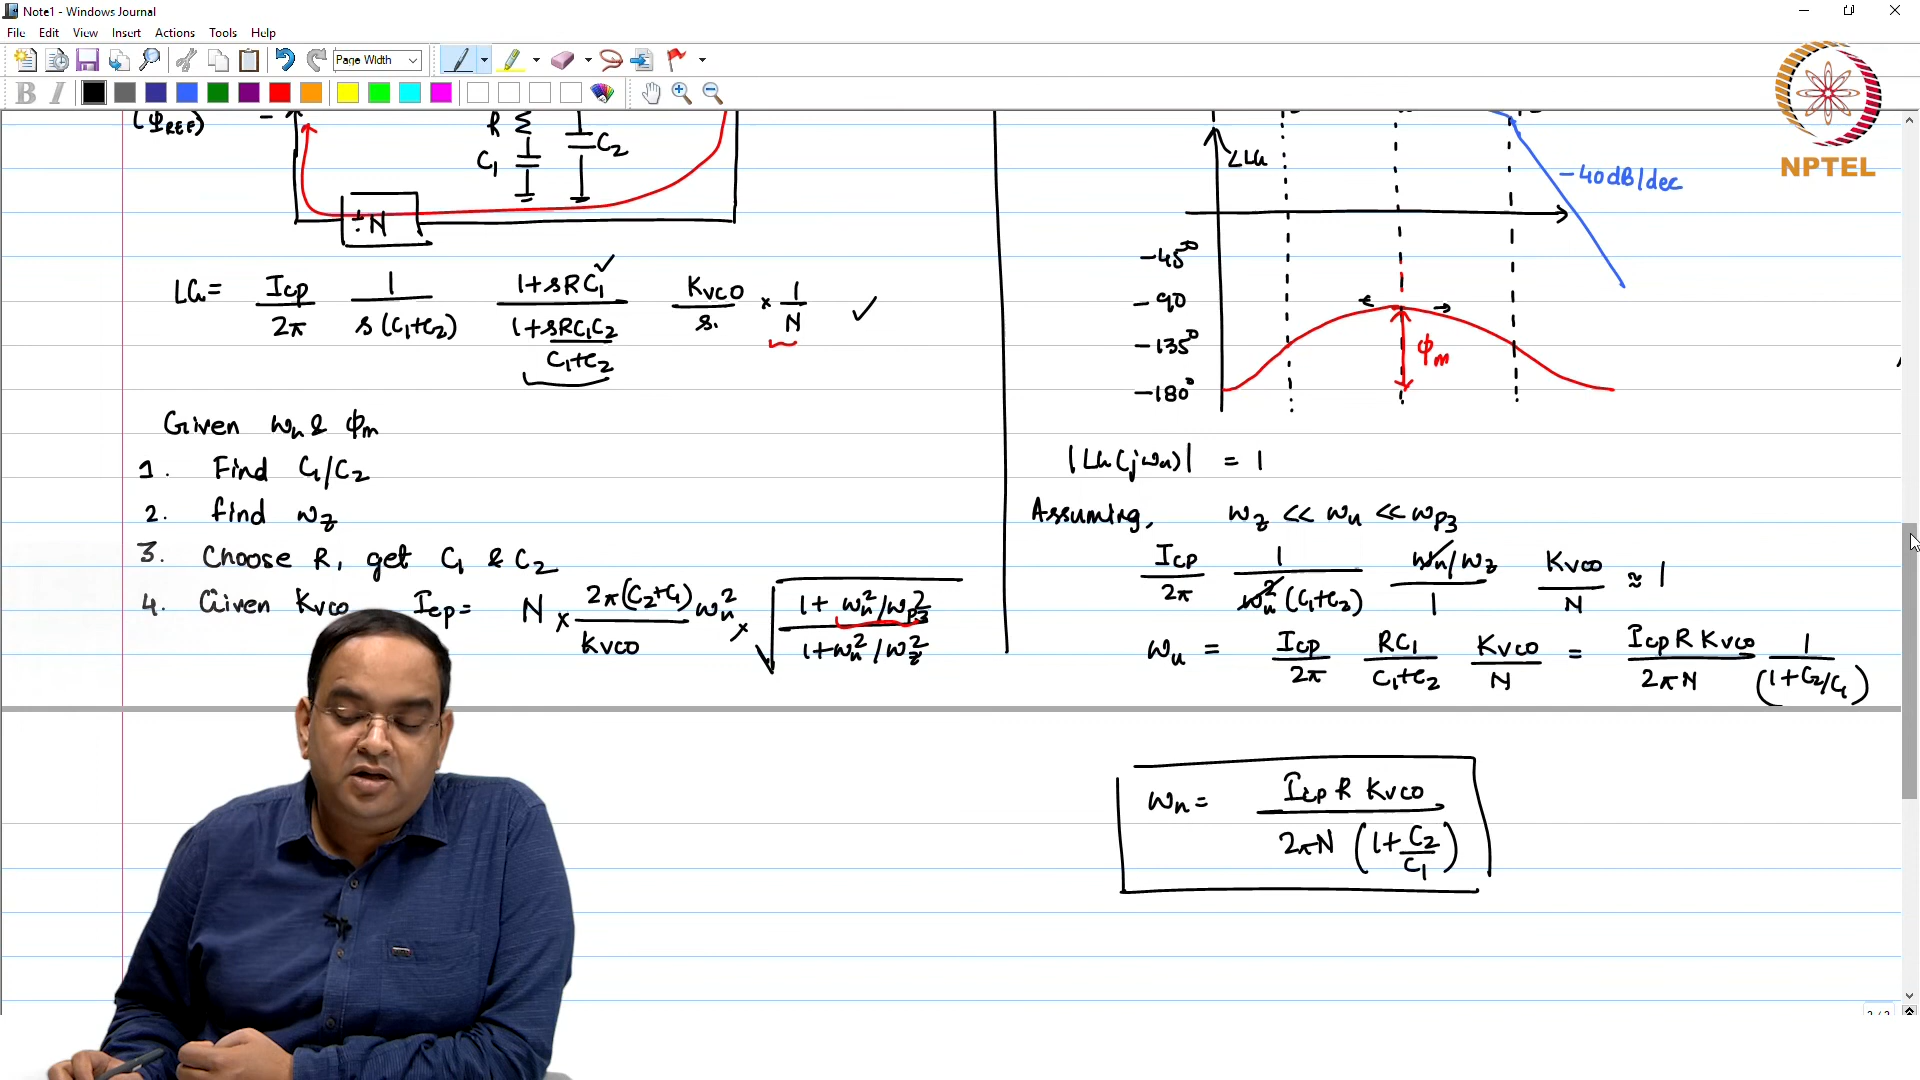 Note1 - Windows Journal
File Edit View Insert Actions Tools Help
Page Width
B I
NPTEL
(φREF)
-
R
C1
C2
÷N
LG = ICP/2π 1/s(C1+C2) (1+sRC1)/(1+sRC1C2/(C1+C2)) KVCO/s. × 1/N ✓
Given ωu & φm
1. Find C1/C2
2. find ωz
3. Choose R, get C1 & C2
4. Given KVCO ICP = N × 2π(C2+C1)/KVCO ωu² × √((1+ωu²/ωp3²)/(1+ωu²/ωz²))
∠LG
-40dB/dec
-45°
-90
-135°
-180°
φm
|LG(jωu)| = 1
Assuming, ωz << ωu << ωp3
ICP/2π 1/(ωu²(C1+C2)) (ωu/ωz)/1 KVCO/N ≈ 1
ωu = ICP/2π RC1/(C1+C2) KVCO/N = ICP R KVCO/2πN 1/(1+C2/C1)
ωu = ICP R KVCO/(2πN (1+C2/C1))